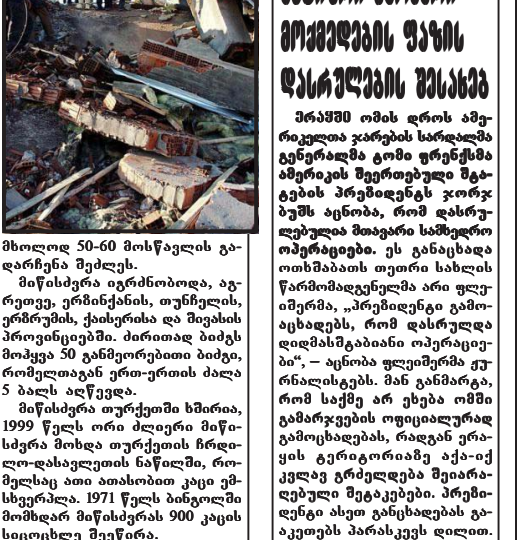 მხოლოდ 50-60 მოსწავლის გა-
დარჩენა შეძლეს.
მიწისძვრა იგრძნობოდა, აგ-
რეთვე, ერზინქანის, თუნჩელის,
ერზრუმის, ქაისერისა და შივასის
პროვინციებში. ძირითად ბიძგს
მოჰყვა 50 განმეორებითი ბიძგი,
რომელთაგან ერთ-ერთის ძალა
5 ბალს აღწევდა.
მიწისძვრა თურქეთში ხშირია,
1999 წელს ორი ძლიერი მიწი-
სძვრა მოხდა თურქეთის ჩრდი-
ლო-დასავლეთის ნაწილში, რო-
მელსაც ათი ათასობით კაცი ემ-
სხვერპლა. 1971 წელს ბინგოლში
მომხდარ მიწისძვრას 900 კაცის
სიცოცხლე შეეწირა.
მოქმედების ფაზის
დასრულების შესახებ
ერაყში ომის დროს ამე-
რიკელთა ჯარების სარდალმა
გენერალმა ტომი ფრენქსმა
ამერიკის შეერთებული შტა-
ტების პრეზიდენტს ჯორჯ
ბუშს აცნობა, რომ დასრუ-
ლებულია მთავარი სამხედრო
ოპერაციები. ეს განაცხადა
ოთხშაბათს თეთრი სახლის
წარმომადგენელმა არი ფლე-
იშერმა, „პრეზიდენტი გამო-
აცხადებს, რომ დასრულდა
დიდმასშტაბიანი ოპერაციე-
ბი“, – აცნობა ფლეიშერმა ჟუ-
რნალისტებს. მან განმარტა,
რომ საქმე არ ეხება ომში
გამარჯვების ოფიციალურად
გამოცხადებას, რადგან ერა-
ყის ტერიტორიაზე აქა-იქ
კვლავ გრძელდება შეიარა-
ღებული შეტაკებები. პრეზი-
დენტი ასეთ განცხადებას გა-
აკეთებს პარასკევს დილით.